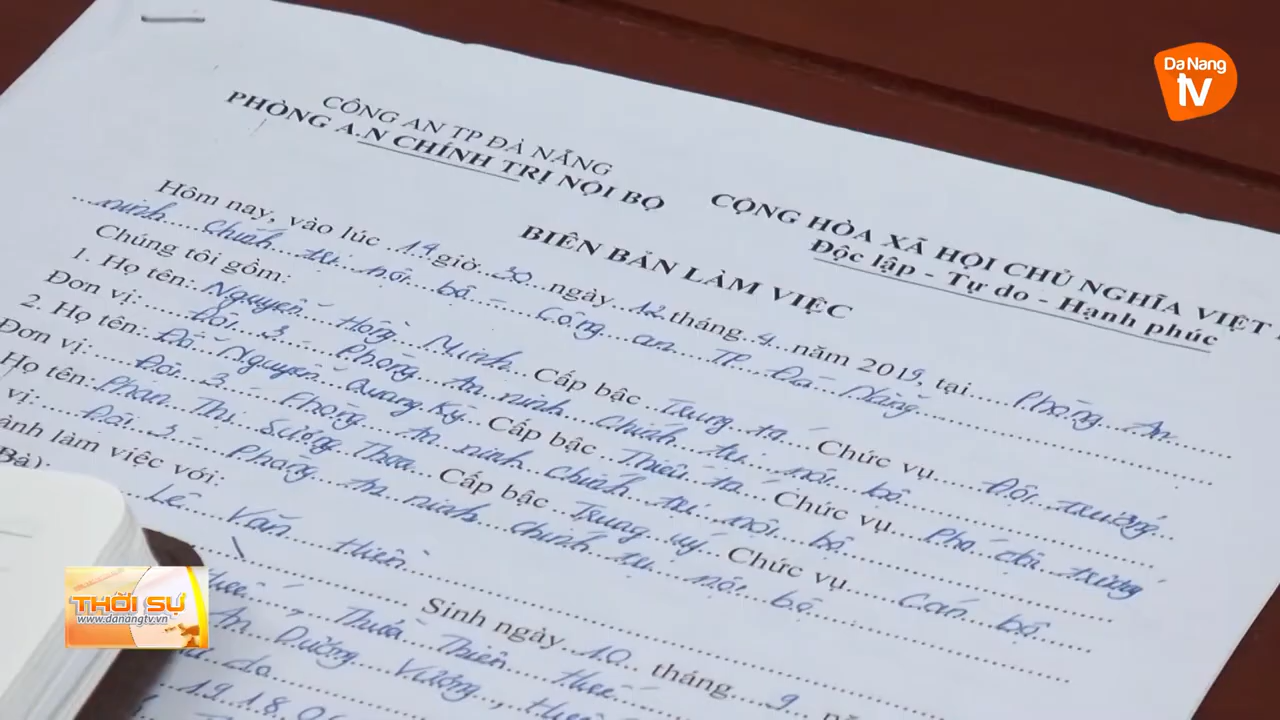 Da Nang
tv
CÔNG AN TP ĐÀ NẴNG
PHÒNG A.N CHÍNH TRỊ NỘI BỘ
CỘNG HÒA XÃ HỘI CHỦ NGHĨA VIỆT
Độc lập - Tự do - Hạnh phúc
BIÊN BẢN LÀM VIỆC
Hôm nay, vào lúc 14 giờ 30 ngày 12 tháng 4 năm 2019, tại Phòng An
ninh Chính trị nội bộ - Công an TP Đà Nẵng
Chúng tôi gồm:
1. Họ tên: Nguyễn Hồng Minh Cấp bậc Trung tá Chức vụ Đội trưởng
Đơn vị: Đội 3 - Phòng An ninh Chính trị nội bộ
2. Họ tên: Đỗ Nguyễn Quang Kỳ Cấp bậc Thiếu tá Chức vụ Phó đội trưởng
Đơn vị: Đội 3 - Phòng An ninh Chính trị nội bộ
Họ tên: Phan Thị Sương Thoa Cấp bậc Trung uý Chức vụ Cán bộ
vị: Đội 3 - Phòng An ninh Chính trị nội bộ
ành làm việc với:
Bà): Lê Văn Hiền
Sinh ngày 10 tháng 9
Thừa Thiên Huế
An Dương Vương,
do
THỜI SỰ
www.danangtv.vn